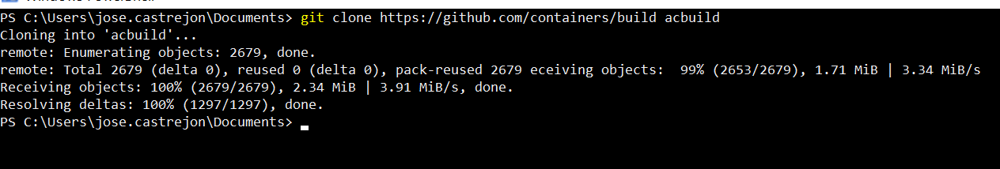 PS C:\Users\jose.castrejon\Documents> git clone https://github.com/containers/build acbuild
Cloning into 'acbuild'...
remote: Enumerating objects: 2679, done.
remote: Total 2679 (delta 0), reused 0 (delta 0), pack-reused 2679 eceiving objects:  99% (2653/2679), 1.71 MiB | 3.34 MiB/s
Receiving objects: 100% (2679/2679), 2.34 MiB | 3.91 MiB/s, done.
Resolving deltas: 100% (1297/1297), done.
PS C:\Users\jose.castrejon\Documents>